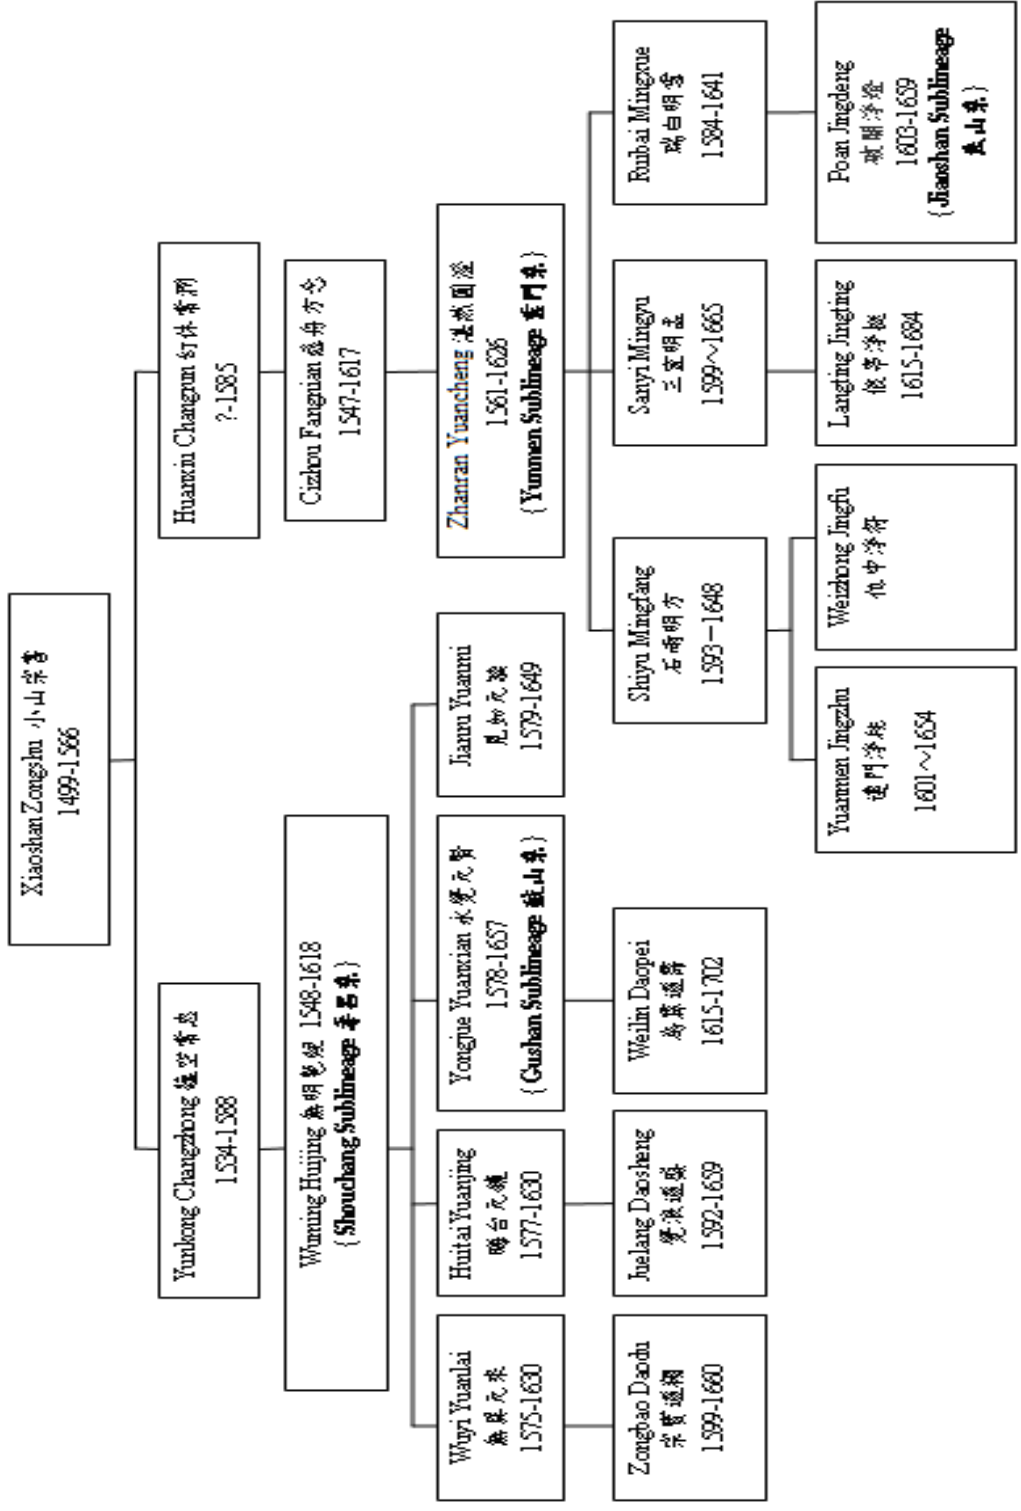 Xiaoshan Zongshu 小山宗書
1499-1566
Yunkong Changzhong 蘊空常忠
1534-1588
Huanxiu Changrun 幻休常潤
?-1585
Wuming Huijing 無明慧經 1548-1618
(Shouchang Sublineage 壽昌系)
Cizhou Fangnian 慈舟方念
1547-1617
Wuyi Yuanlai
無異元來
1575-1630
Huitai Yuanjing
晦台元鏡
1577-1630
Yongjue Yuanxian 永覺元賢
1578-1657
(Gushan Sublineage 鼓山系)
Jianru Yuanmi
見如元謐
1579-1649
Zhanran Yuancheng 湛然圓澄
1561-1626
(Yunmen Sublineage 雲門系)
Zongbao Daodu
宗寶道獨
1599-1660
Juelang Daosheng
覺浪道盛
1592-1659
Weilin Daopei
為霖道霈
1615-1702
Shiyu Mingfang
石雨明方
1593－1648
Sanyi Mingyu
三宜明盂
1599～1665
Ruibai Mingxue
瑞白明雪
1584-1641
Yuanmen Jingzhu
遠門淨柱
1601～1654
Weizhong Jingfu
位中淨符
Langting Jingting
俍亭淨挺
1615-1684
Poan Jingdeng
破闇淨燈
1603-1659
(Jiaoshan Sublineage
焦山系)